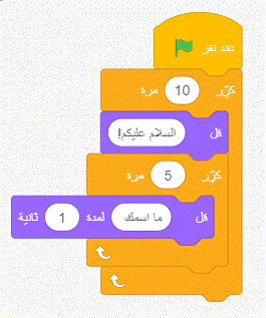 عند نقر
كرّر 10 مرة
قل السلام عليكم!
كرّر 5 مرة
قل ما اسمك لمدة 1 ثانية